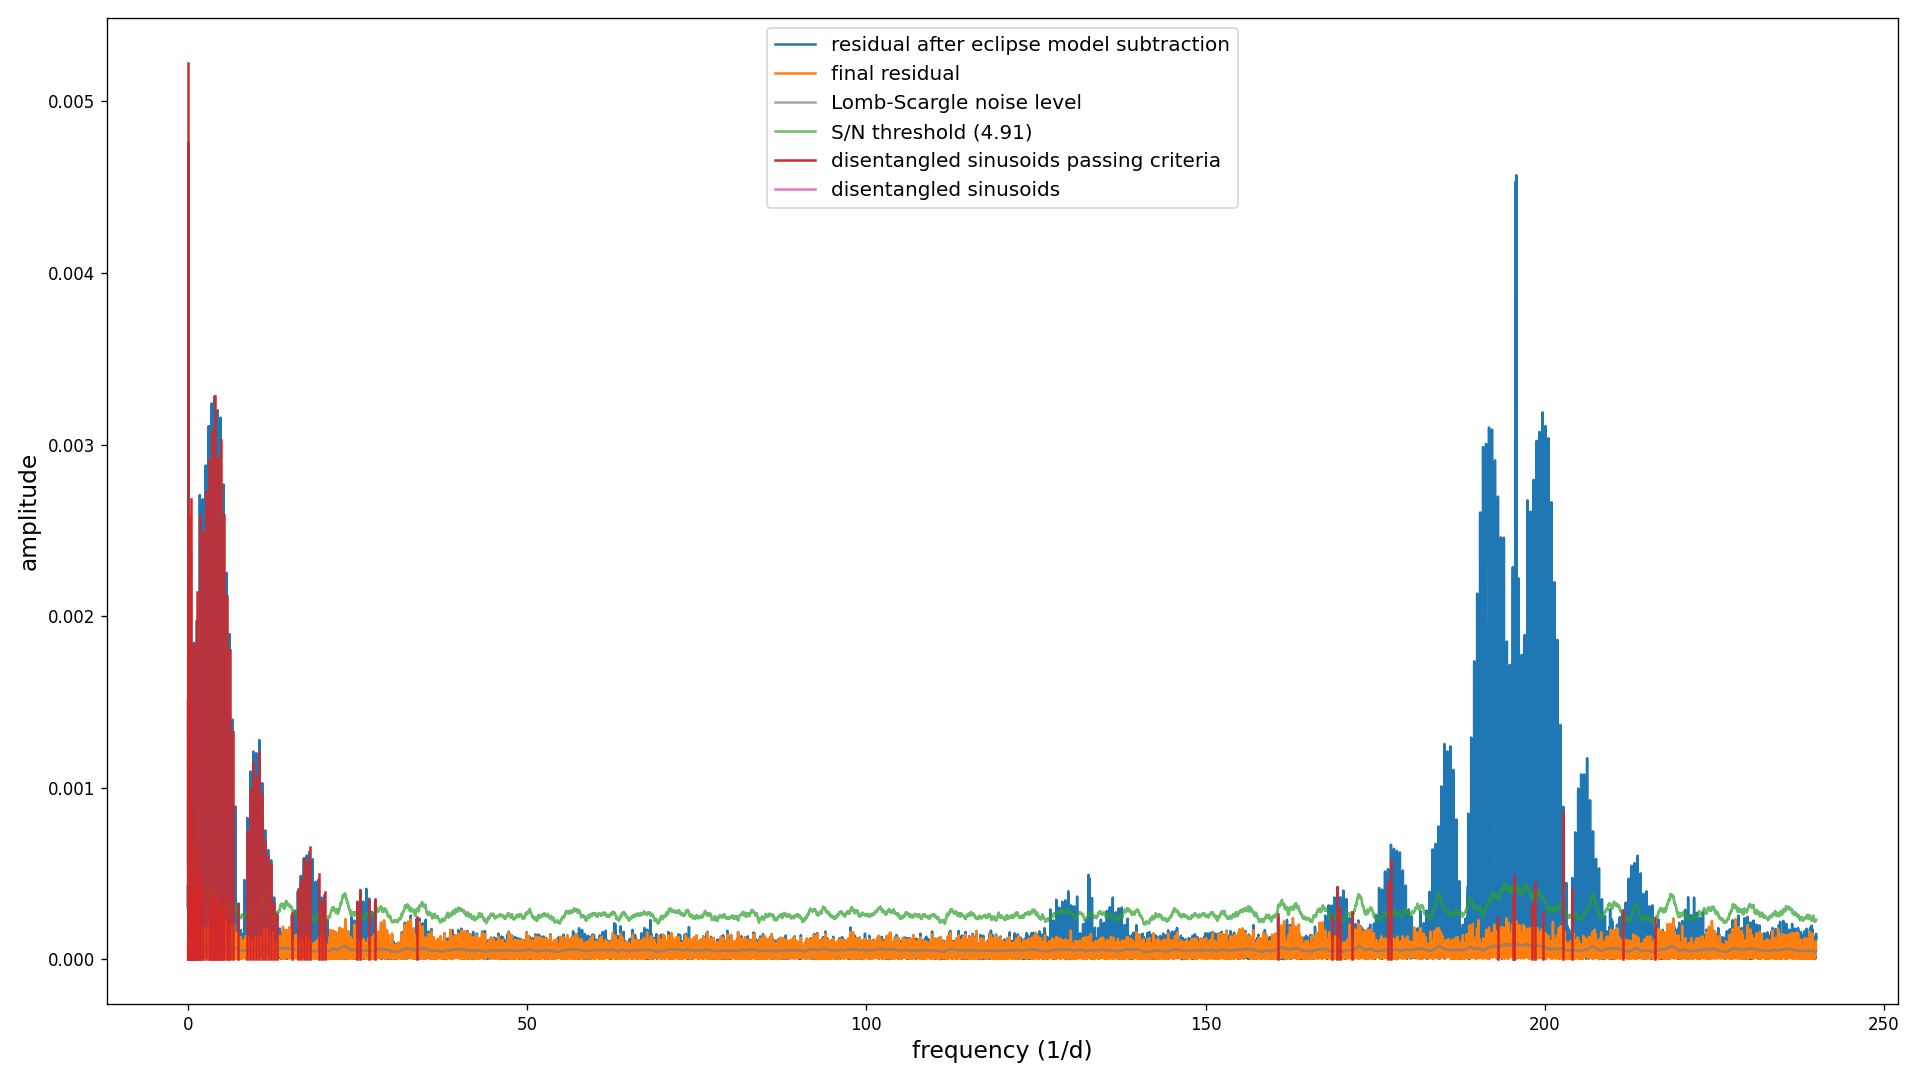 residual after eclipse model subtraction
final residual
Lomb-Scargle noise level
S/N threshold (4.91)
disentangled sinusoids passing criteria
disentangled sinusoids
amplitude
0.005
0.004
0.003
0.002
0.001
0.000
0 50 100 150 200 250
frequency (1/d)